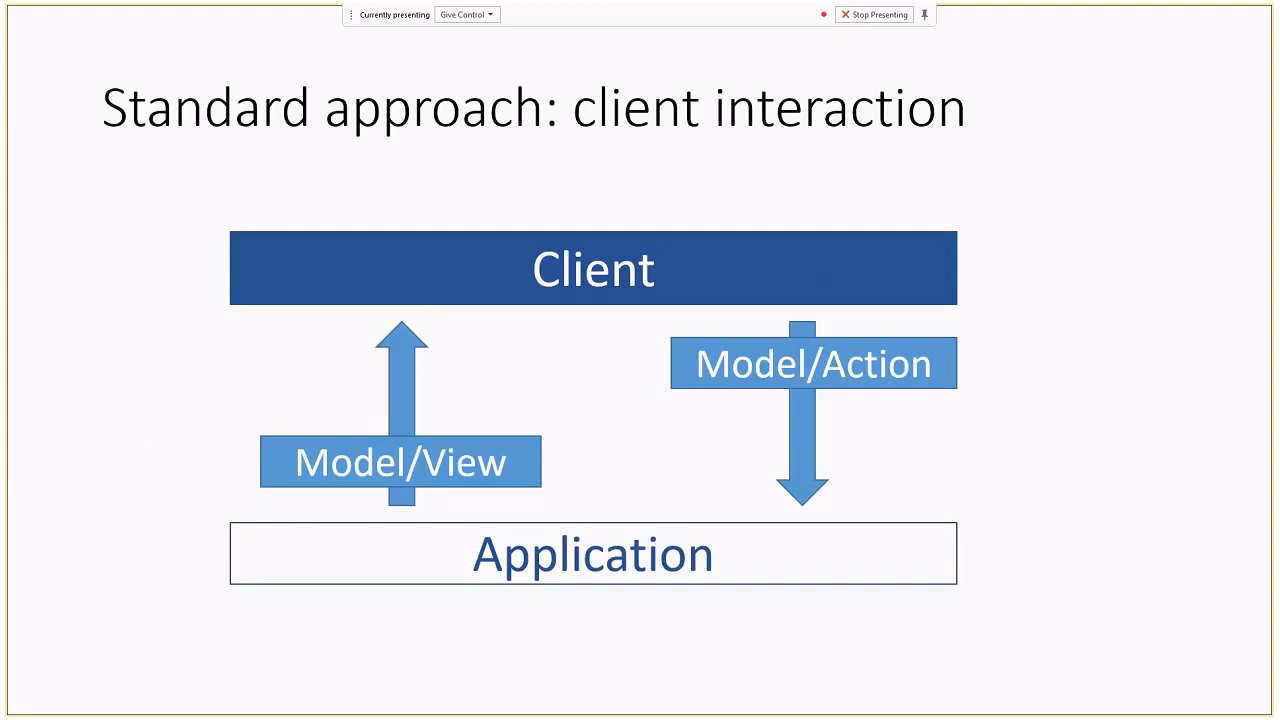 Currently presenting
Give Control
Stop Presenting
Standard approach: client interaction
Client
Model/Action
Model/View
Application